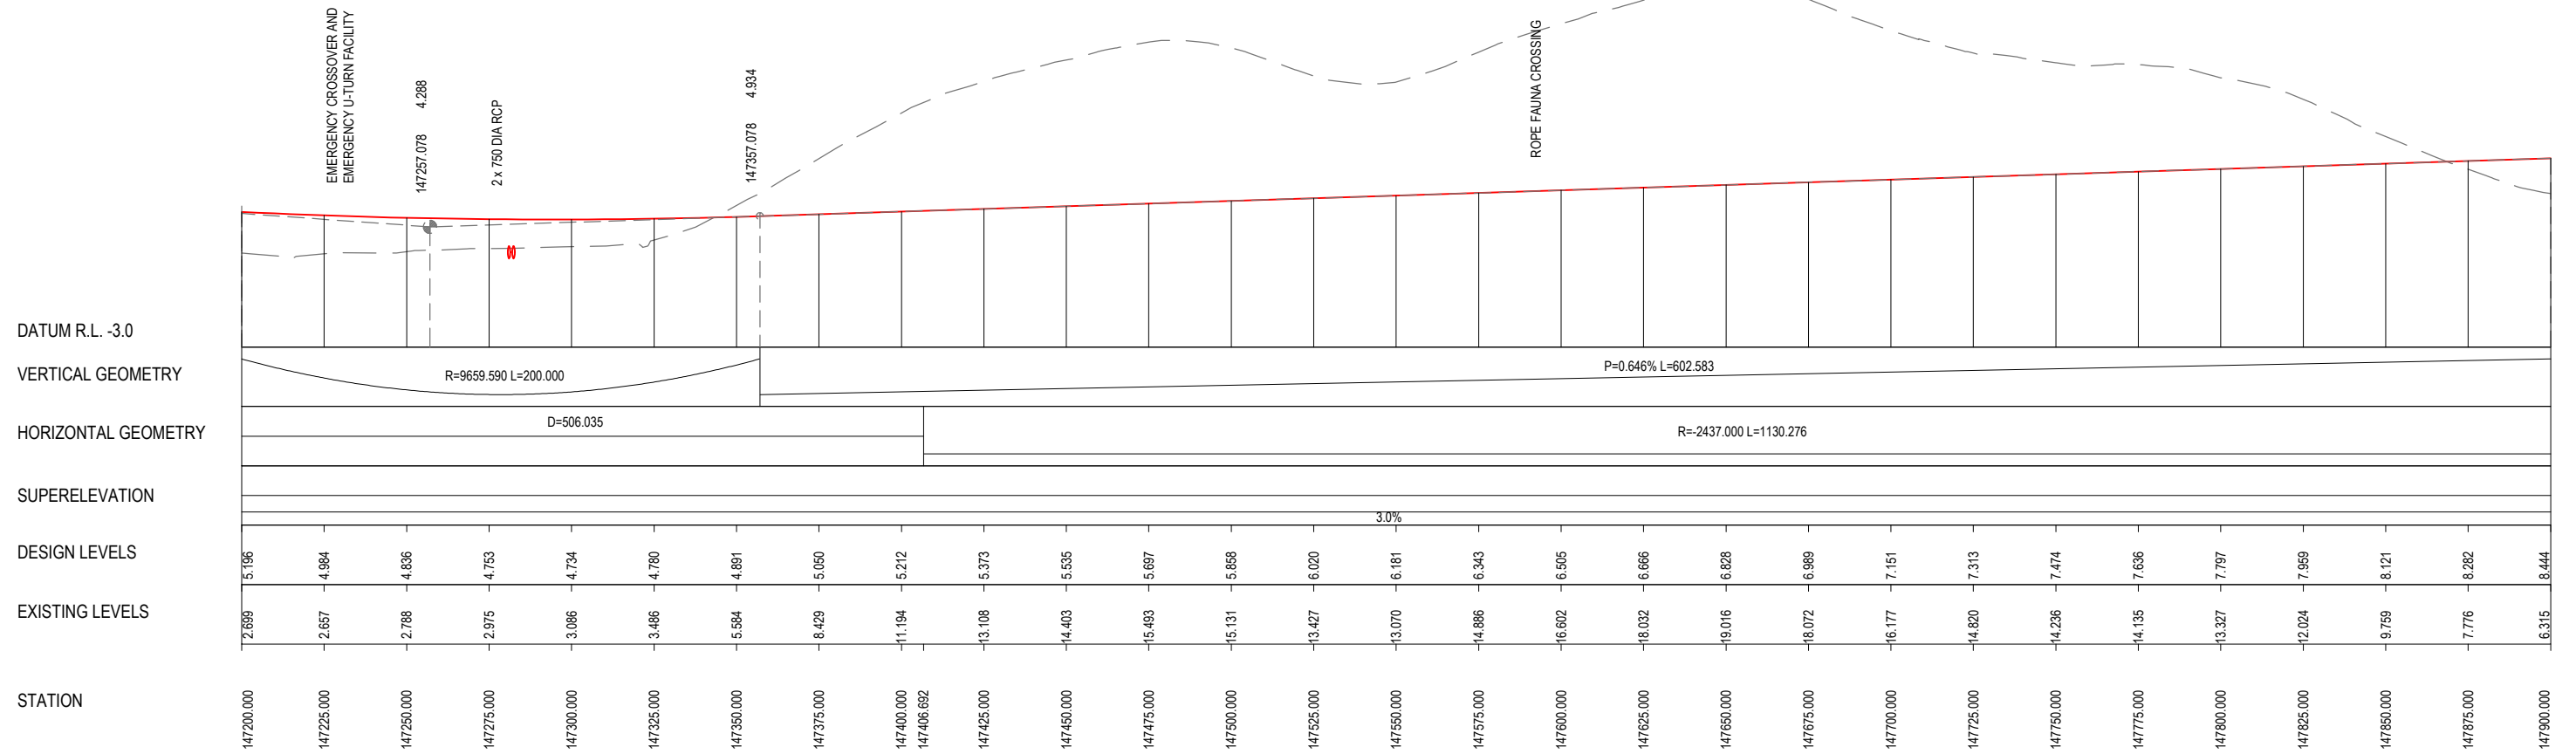 EMERGENCY CROSSOVER AND
EMERGENCY U-TURN FACILITY
147257.078 4.288
2 x 750 DIA RCP
147357.078 4.934
ROPE FAUNA CROSSING
DATUM R.L. -3.0
VERTICAL GEOMETRY
R=9659.590 L=200.000
P=0.646% L=602.583
HORIZONTAL GEOMETRY
D=506.035
R=-2437.000 L=1130.276
SUPERELEVATION
3.0%
DESIGN LEVELS
5.196 4.984 4.836 4.753 4.734 4.780 4.891 5.050 5.212 5.373 5.535 5.697 5.858 6.020 6.181 6.343 6.505 6.666 6.828 6.989 7.151 7.313 7.474 7.636 7.797 7.959 8.121 8.282 8.444
EXISTING LEVELS
2.699 2.657 2.788 2.975 3.086 3.486 5.584 8.429 11.194 13.108 14.403 15.493 15.131 13.427 13.070 14.886 16.602 18.032 19.016 18.072 16.177 14.820 14.236 14.135 13.327 12.024 9.759 7.776 6.315
STATION
147200.000 147225.000 147250.000 147275.000 147300.000 147325.000 147350.000 147375.000 147400.000 147406.692 147425.000 147450.000 147475.000 147500.000 147525.000 147550.000 147575.000 147600.000 147625.000 147650.000 147675.000 147700.000 147725.000 147750.000 147775.000 147800.000 147825.000 147850.000 147875.000 147900.000